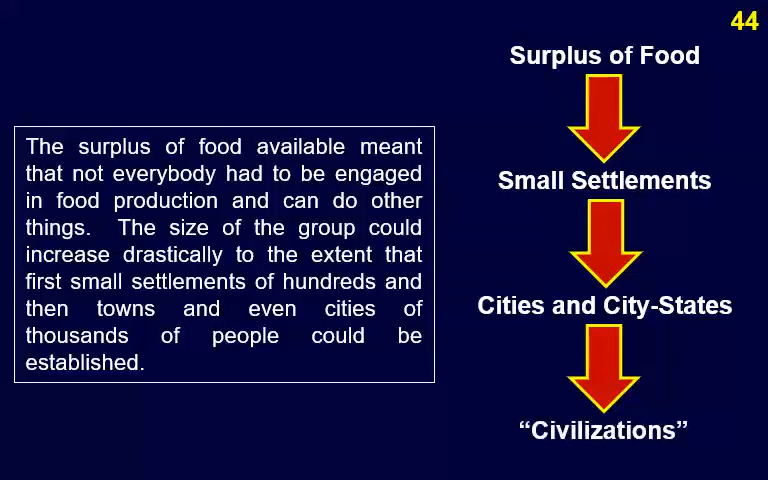 44
Surplus of Food
The surplus of food available meant
that not everybody had to be engaged
in food production and can do other
things. The size of the group could
increase drastically to the extent that
first small settlements of hundreds and
then towns and even cities of
thousands of people could be
established.
Small Settlements
Cities and City-States
“Civilizations”